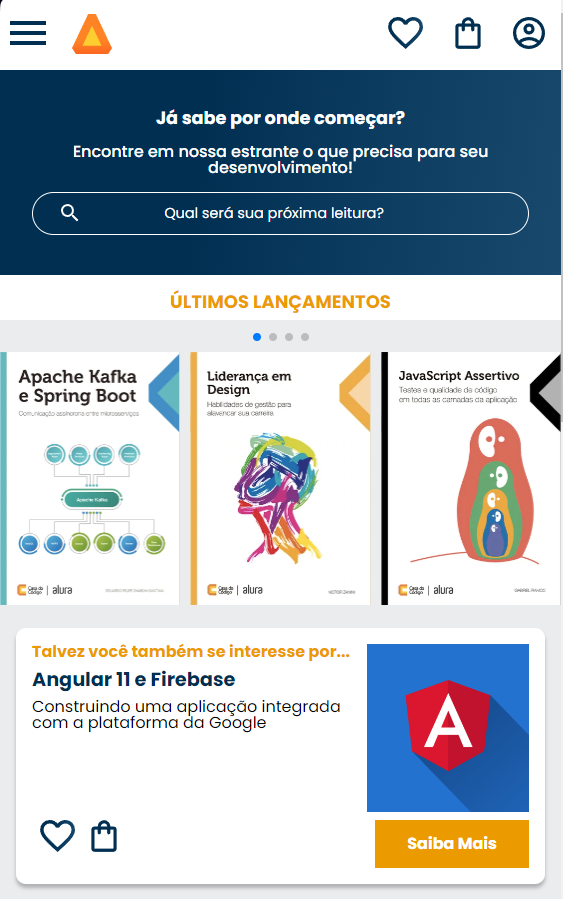 Já sabe por onde começar?
Encontre em nossa estrante o que precisa para seu
desenvolvimento!
Qual será sua próxima leitura?
ÚLTIMOS LANÇAMENTOS
Apache Kafka
e Spring Boot
Comunicação assíncrona entre microsserviços
Apache Kafka
Casa do
Código
alura
Liderança em
Design
Habilidades de gestão para
alavancar sua carreira
Casa do
Código
alura
JavaScript Assertivo
Testes e qualidade de código
em todas as camadas da aplicação
Casa do
Código
alura
GABRIEL RAMOS
Talvez você também se interesse por...
Angular 11 e Firebase
Construindo uma aplicação integrada
com a plataforma da Google
A
Saiba Mais